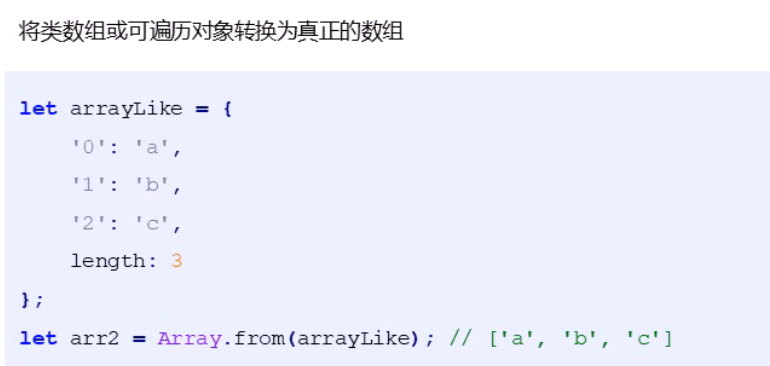 将类数组或可遍历对象转换为真正的数组
let arrayLike = {
    '0': 'a',
    '1': 'b',
    '2': 'c',
    length: 3
};
let arr2 = Array.from(arrayLike); // ['a', 'b', 'c']